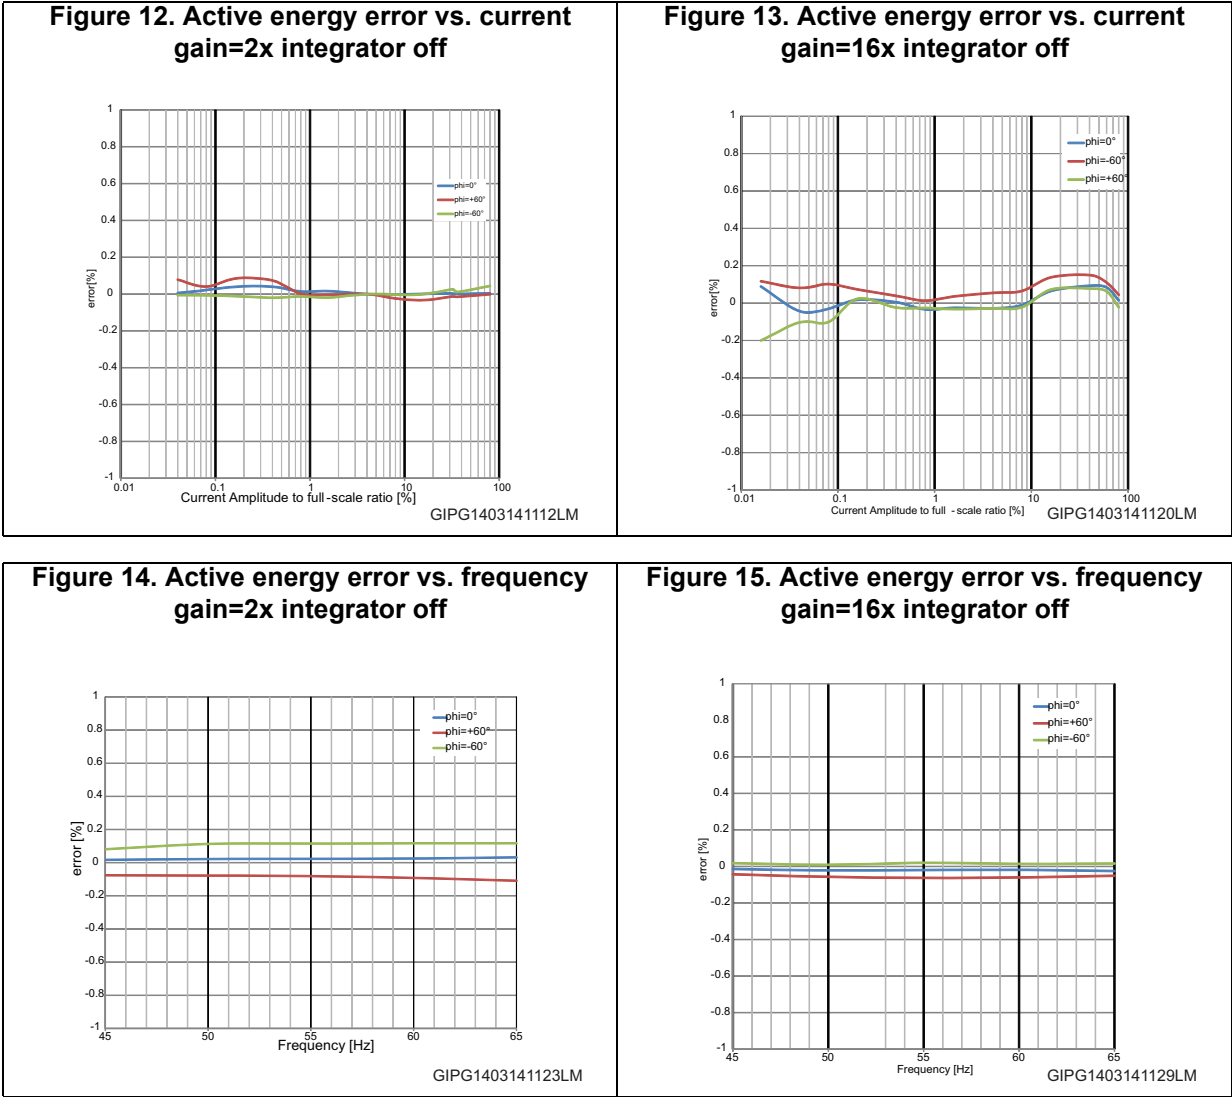 Figure 12. Active energy error vs. current
gain=2x integrator off
1
0.8
0.6
0.4
0.2
0
-0.2
-0.4
-0.6
-0.8
-1
error[%]
phi=0°
phi=+60°
phi=-60°
0.01
0.1
1
10
100
Current Amplitude to full-scale ratio [%]
GIPG1403141112LM
Figure 13. Active energy error vs. current
gain=16x integrator off
1
0.8
0.6
0.4
0.2
0
-0.2
-0.4
-0.6
-0.8
-1
error[%]
phi=0°
phi=-60°
phi=+60°
0.01
0.1
1
10
100
Current Amplitude to full - scale ratio [%]
GIPG1403141120LM
Figure 14. Active energy error vs. frequency
gain=2x integrator off
1
0.8
0.6
0.4
0.2
0
-0.2
-0.4
-0.6
-0.8
-1
error [%]
phi=0°
phi=+60°
phi=-60°
45
50
55
60
65
Frequency [Hz]
GIPG1403141123LM
Figure 15. Active energy error vs. frequency
gain=16x integrator off
1
0.8
0.6
0.4
0.2
0
-0.2
-0.4
-0.6
-0.8
-1
error [%]
phi=0°
phi=+60°
phi=-60°
45
50
55
60
65
Frequency [Hz]
GIPG1403141129LM